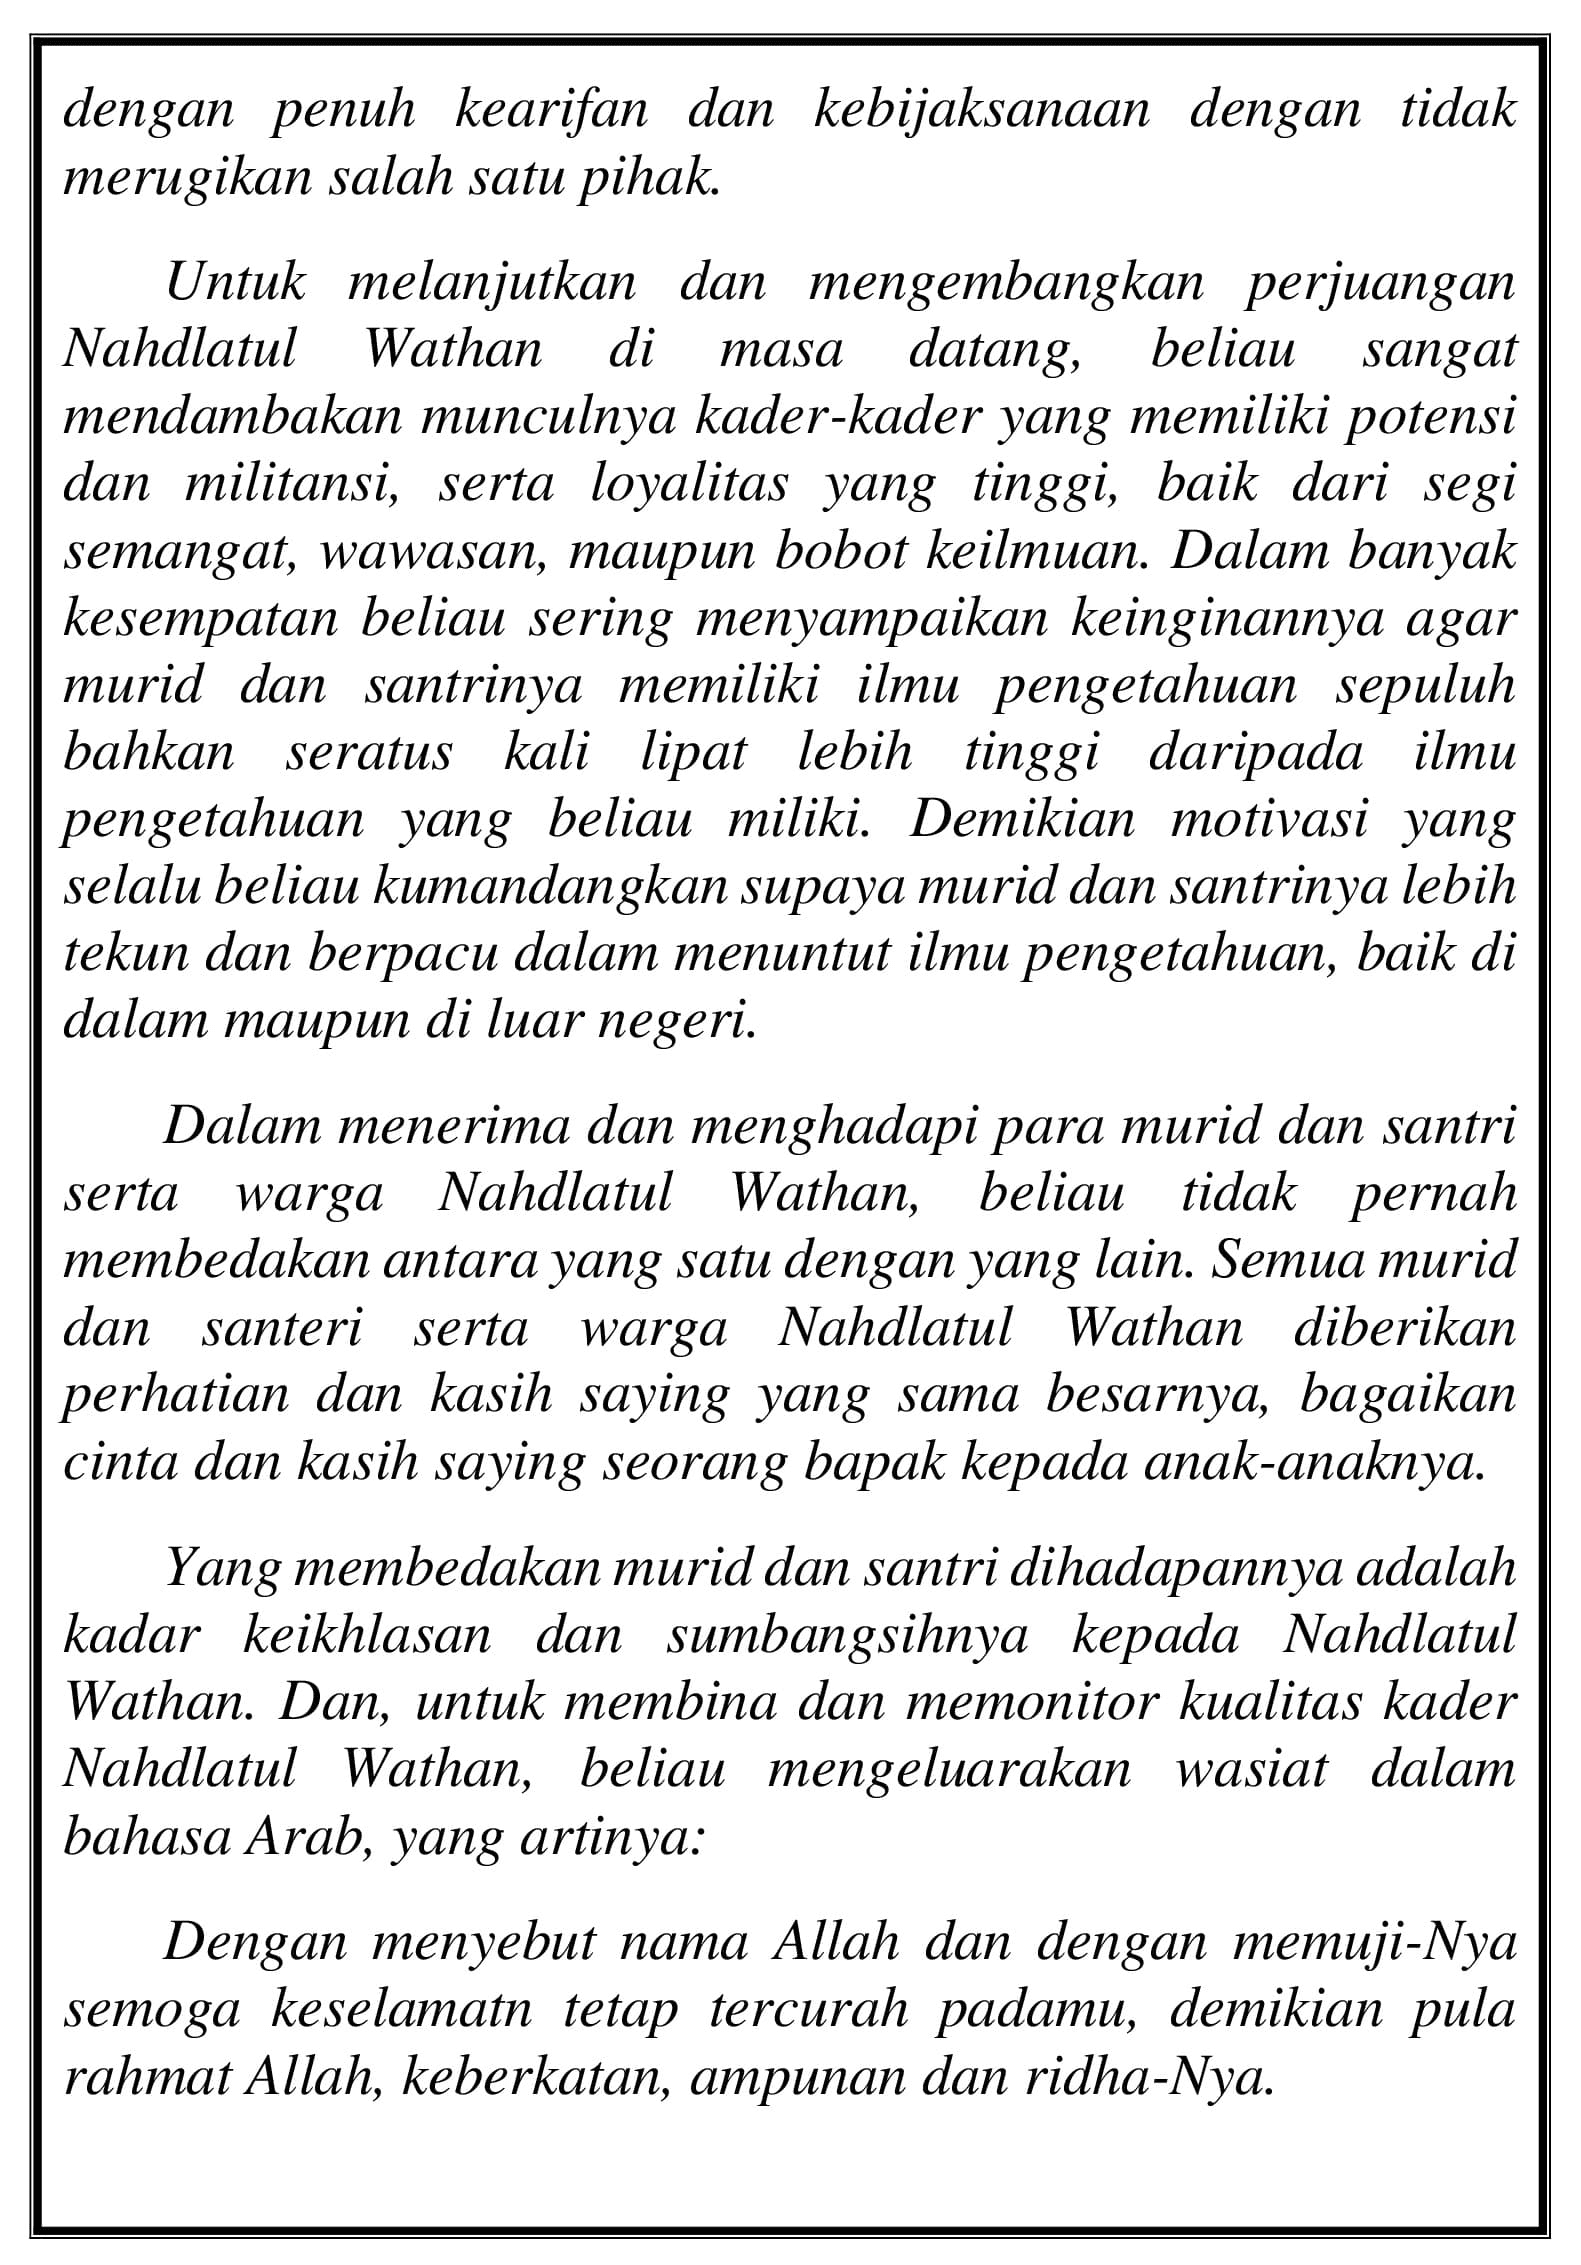 dengan penuh kearifan dan kebijaksanaan dengan tidak
merugikan salah satu pihak.
Untuk melanjutkan dan mengembangkan perjuangan
Nahdlatul Wathan di masa datang, beliau sangat
mendambakan munculnya kader-kader yang memiliki potensi
dan militansi, serta loyalitas yang tinggi, baik dari segi
semangat, wawasan, maupun bobot keilmuan. Dalam banyak
kesempatan beliau sering menyampaikan keinginannya agar
murid dan santrinya memiliki ilmu pengetahuan sepuluh
bahkan seratus kali lipat lebih tinggi daripada ilmu
pengetahuan yang beliau miliki. Demikian motivasi yang
selalu beliau kumandangkan supaya murid dan santrinya lebih
tekun dan berpacu dalam menuntut ilmu pengetahuan, baik di
dalam maupun di luar negeri.
Dalam menerima dan menghadapi para murid dan santri
serta warga Nahdlatul Wathan, beliau tidak pernah
membedakan antara yang satu dengan yang lain. Semua murid
dan santeri serta warga Nahdlatul Wathan diberikan
perhatian dan kasih saying yang sama besarnya, bagaikan
cinta dan kasih saying seorang bapak kepada anak-anaknya.
Yang membedakan murid dan santri dihadapannya adalah
kadar keikhlasan dan sumbangsihnya kepada Nahdlatul
Wathan. Dan, untuk membina dan memonitor kualitas kader
Nahdlatul Wathan, beliau mengeluarakan wasiat dalam
bahasa Arab, yang artinya:
Dengan menyebut nama Allah dan dengan memuji-Nya
semoga keselamatn tetap tercurah padamu, demikian pula
rahmat Allah, keberkatan, ampunan dan ridha-Nya.